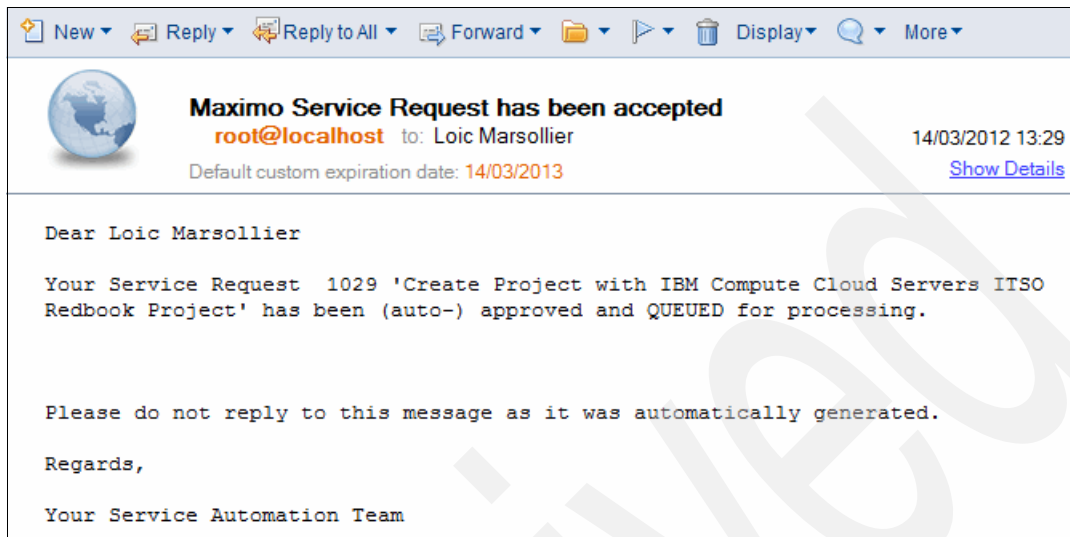 New Reply Reply to All Forward Display More
Maximo Service Request has been accepted
root@localhost to: Loic Marsollier 14/03/2012 13:29
Default custom expiration date: 14/03/2013 Show Details
Dear Loic Marsollier
Your Service Request 1029 'Create Project with IBM Compute Cloud Servers ITSO
Redbook Project' has been (auto-) approved and QUEUED for processing.
Please do not reply to this message as it was automatically generated.
Regards,
Your Service Automation Team